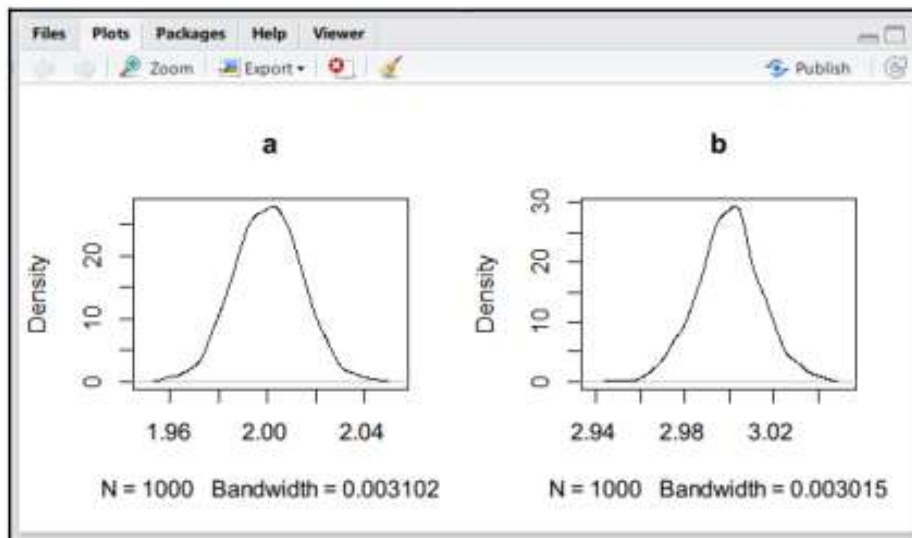 Files Plots Packages Help Viewer
Zoom Export Publish
a b
Density 0 10 20 Density 0 10 20 30
1.96 2.00 2.04 2.94 2.98 3.02
N = 1000 Bandwidth = 0.003102 N = 1000 Bandwidth = 0.003015